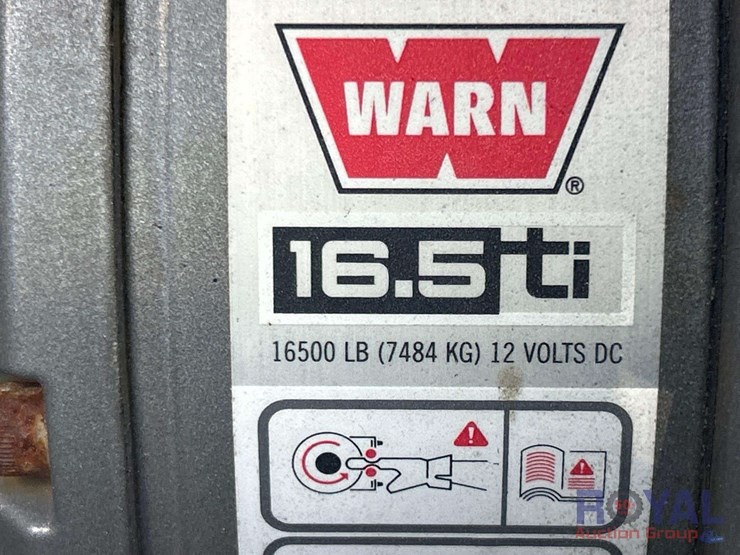 WARN
®
16.5ti
16500 LB (7484 KG) 12 VOLTS DC
ROYAL
Auction Group